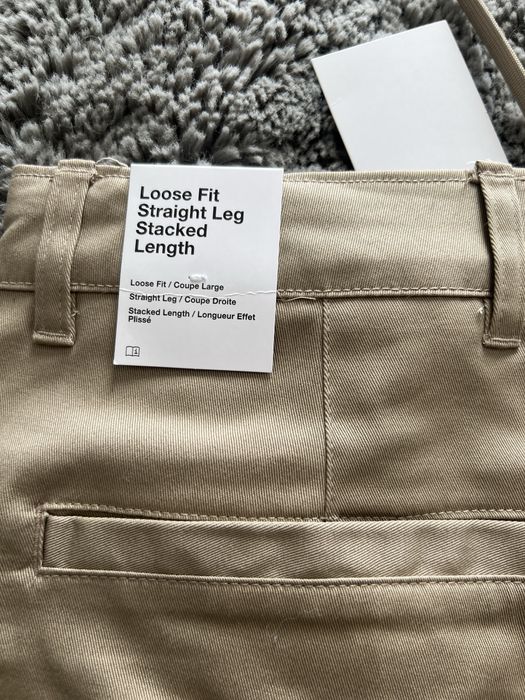 Loose Fit
Straight Leg
Stacked
Length
Loose Fit / Coupe Large
Straight Leg / Coupe Droite
Stacked Length / Longueur Effet
Plissé
i